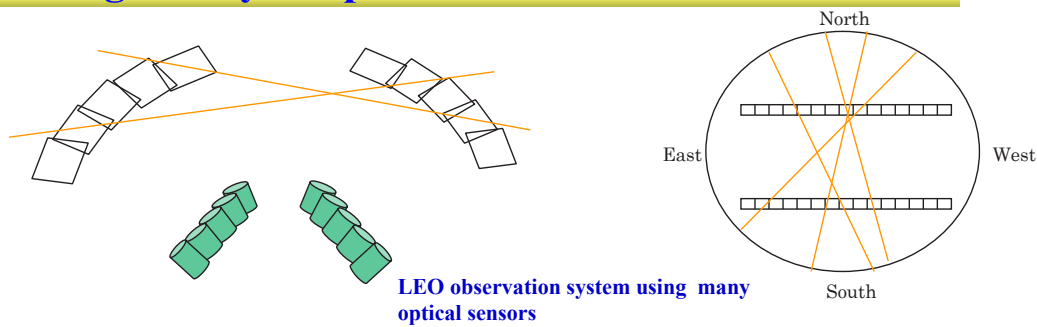 North
East
West
South
LEO observation system using many
optical sensors